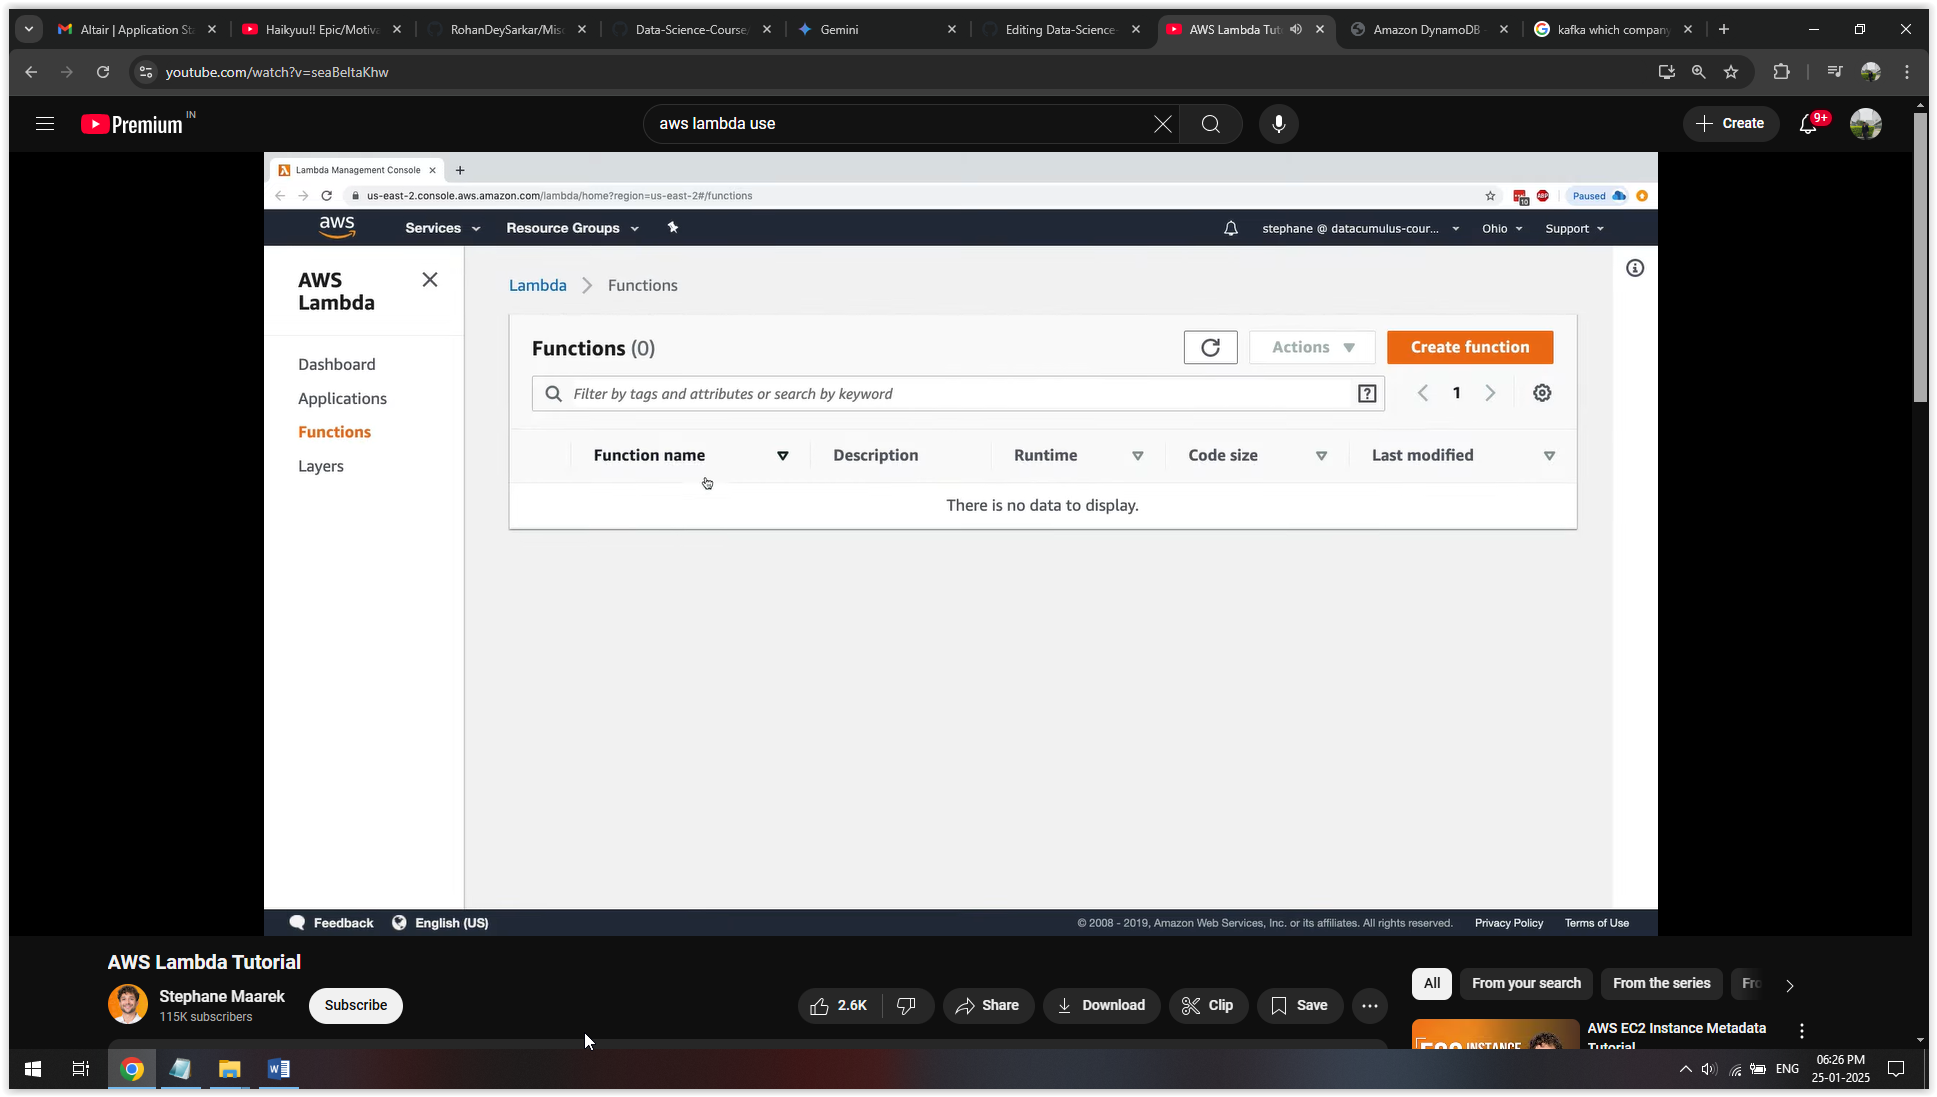 Altair | Application Sta
Haikyuu!! Epic/Motiva
RohanDeySarkar/Misc
Data-Science-Course/
Gemini
Editing Data-Science-
AWS Lambda Tut
Amazon DynamoDB -
kafka which company
youtube.com/watch?v=seaBeltaKhw
Premium IN
aws lambda use
Create
9+
Lambda Management Console
us-east-2.console.aws.amazon.com/lambda/home?region=us-east-2#/functions
10
ABP
Paused
aws
Services
Resource Groups
stephane @ datacumulus-cour...
Ohio
Support
AWS
Lambda
Dashboard
Applications
Functions
Layers
Lambda > Functions
Functions (0)
Actions
Create function
Filter by tags and attributes or search by keyword
?
1
Function name
Description
Runtime
Code size
Last modified
There is no data to display.
Feedback
English (US)
© 2008 - 2019, Amazon Web Services, Inc. or its affiliates. All rights reserved.
Privacy Policy
Terms of Use
AWS Lambda Tutorial
Stephane Maarek
115K subscribers
Subscribe
2.6K
Share
Download
Clip
Save
All
From your search
From the series
Fro
AWS EC2 Instance Metadata
Tutorial
INSTANCE
ENG
06:26 PM
25-01-2025